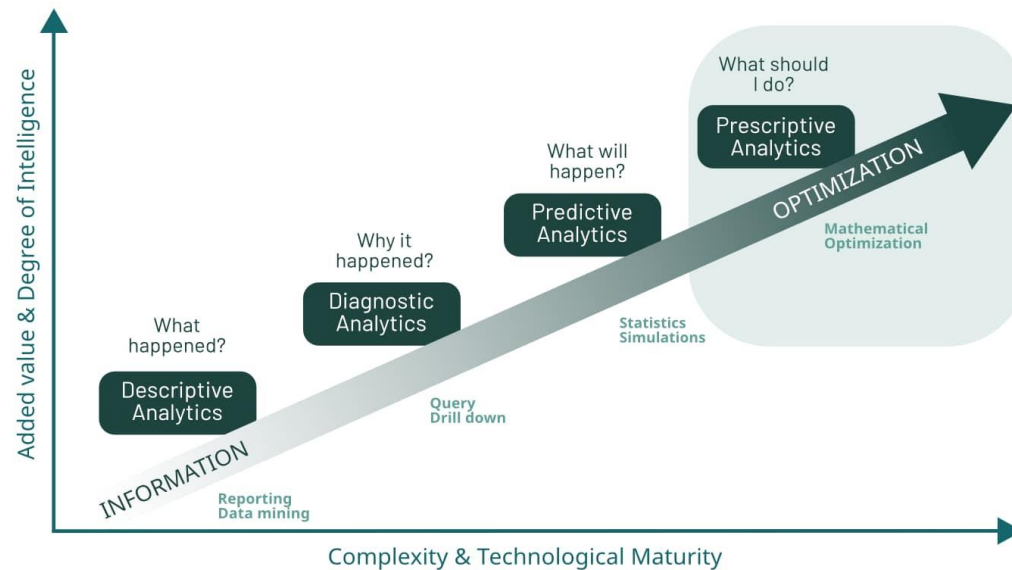 Added value & Degree of Intelligence
What should
I do?
Prescriptive
Analytics
OPTIMIZATION
Mathematical
Optimization
What will
happen?
Predictive
Analytics
Statistics
Simulations
Why it
happened?
Diagnostic
Analytics
Query
Drill down
What
happened?
Descriptive
Analytics
INFORMATION
Reporting
Data mining
Complexity & Technological Maturity